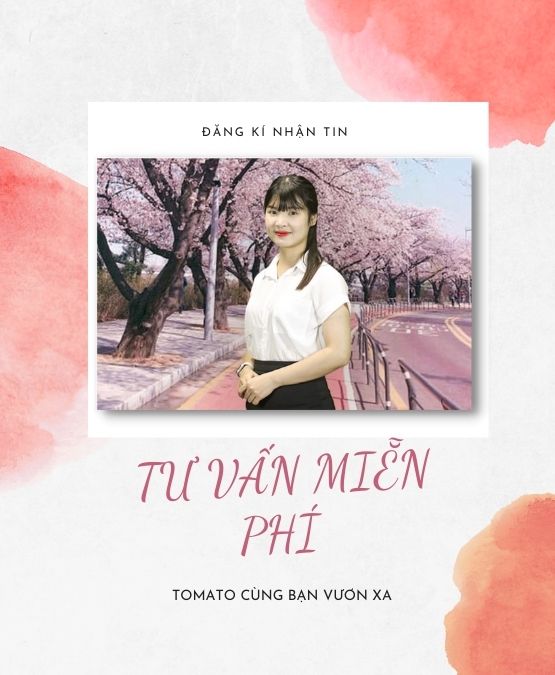 ĐĂNG KÍ NHẬN TIN
TƯ VẤN MIỄN
PHÍ
TOMATO CÙNG BẠN VƯƠN XA